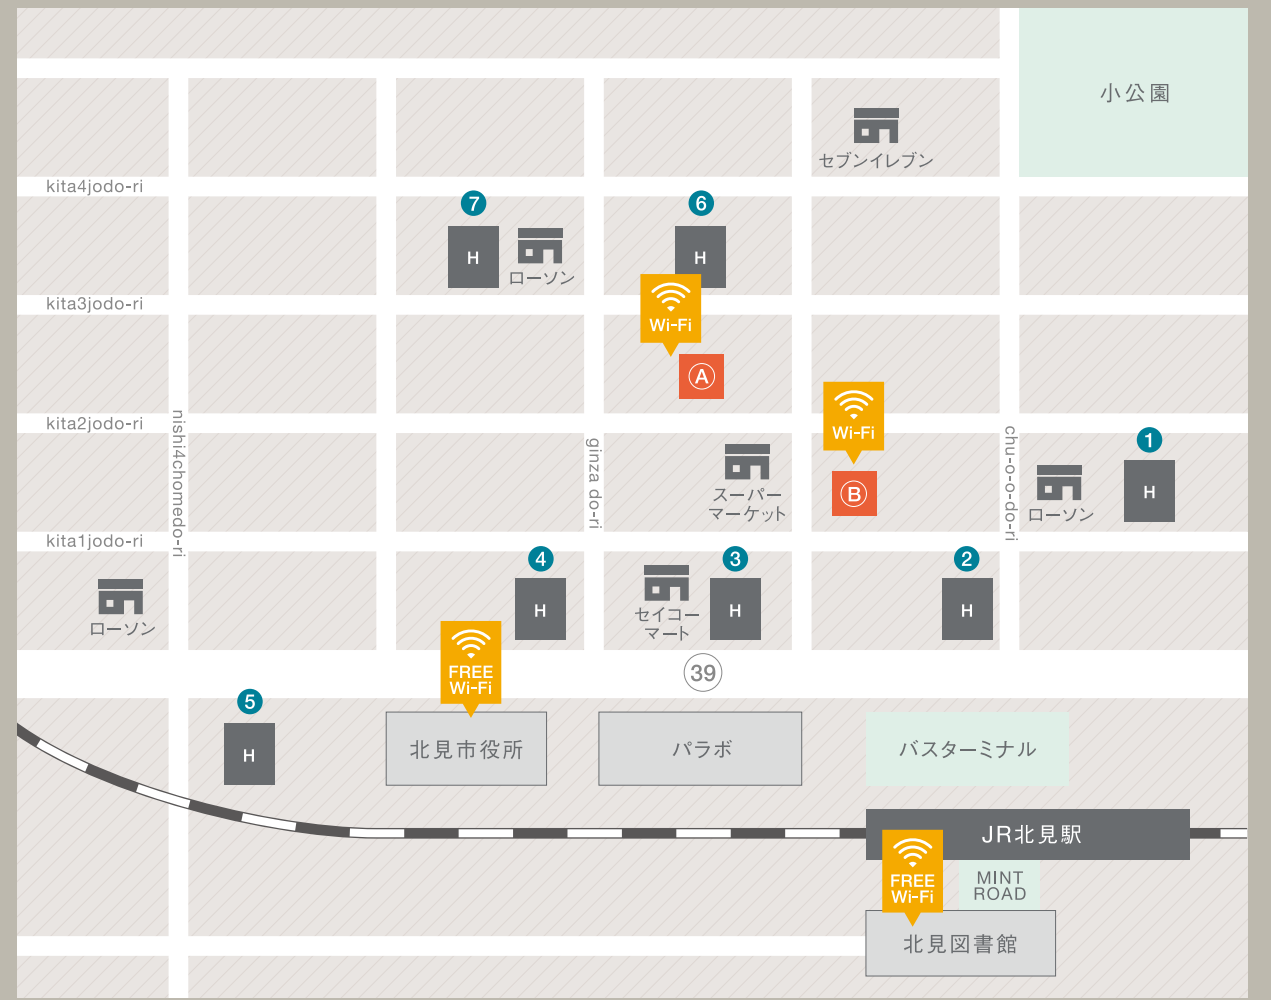 小公園
セブンイレブン
kita4jodo-ri
7
6
H
ローソン
H
kita3jodo-ri
Wi-Fi
A
kita2jodo-ri
nishi4chomedo-ri
ginza do-ri
Wi-Fi
chu-o-o-do-ri
1
スーパー
マーケット
B
ローソン
H
kita1jodo-ri
4
3
2
ローソン
H
セイコー
マート
H
H
FREE
Wi-Fi
39
5
H
北見市役所
パラボ
バスターミナル
JR北見駅
FREE
Wi-Fi
MINT
ROAD
北見図書館